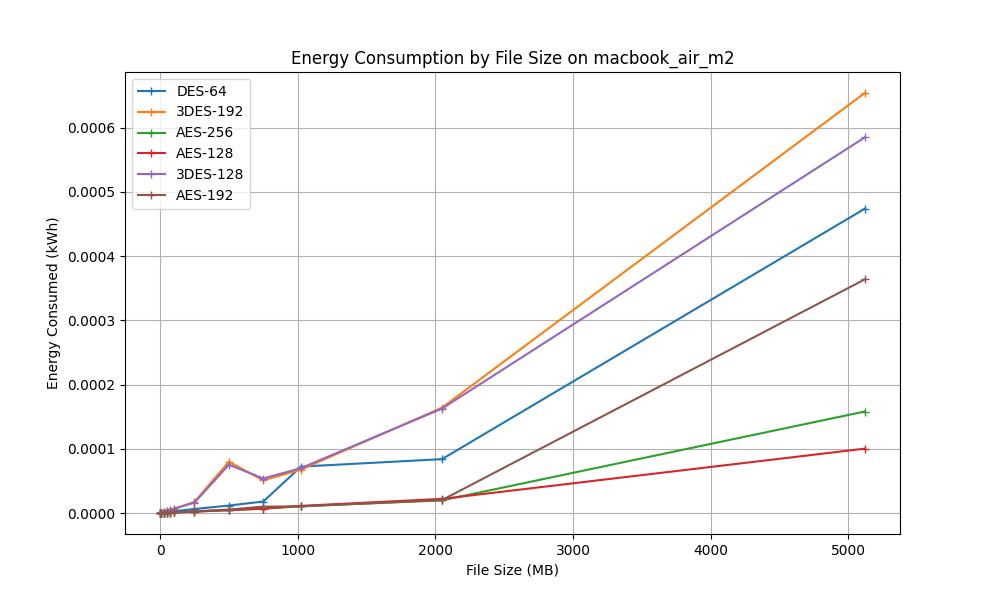 Energy Consumption by File Size on macbook_air_m2
DES-64
3DES-192
AES-256
AES-128
3DES-128
AES-192
0.0006
0.0005
0.0004
0.0003
0.0002
0.0001
0.0000
Energy Consumed (kWh)
0
1000
2000
3000
4000
5000
File Size (MB)